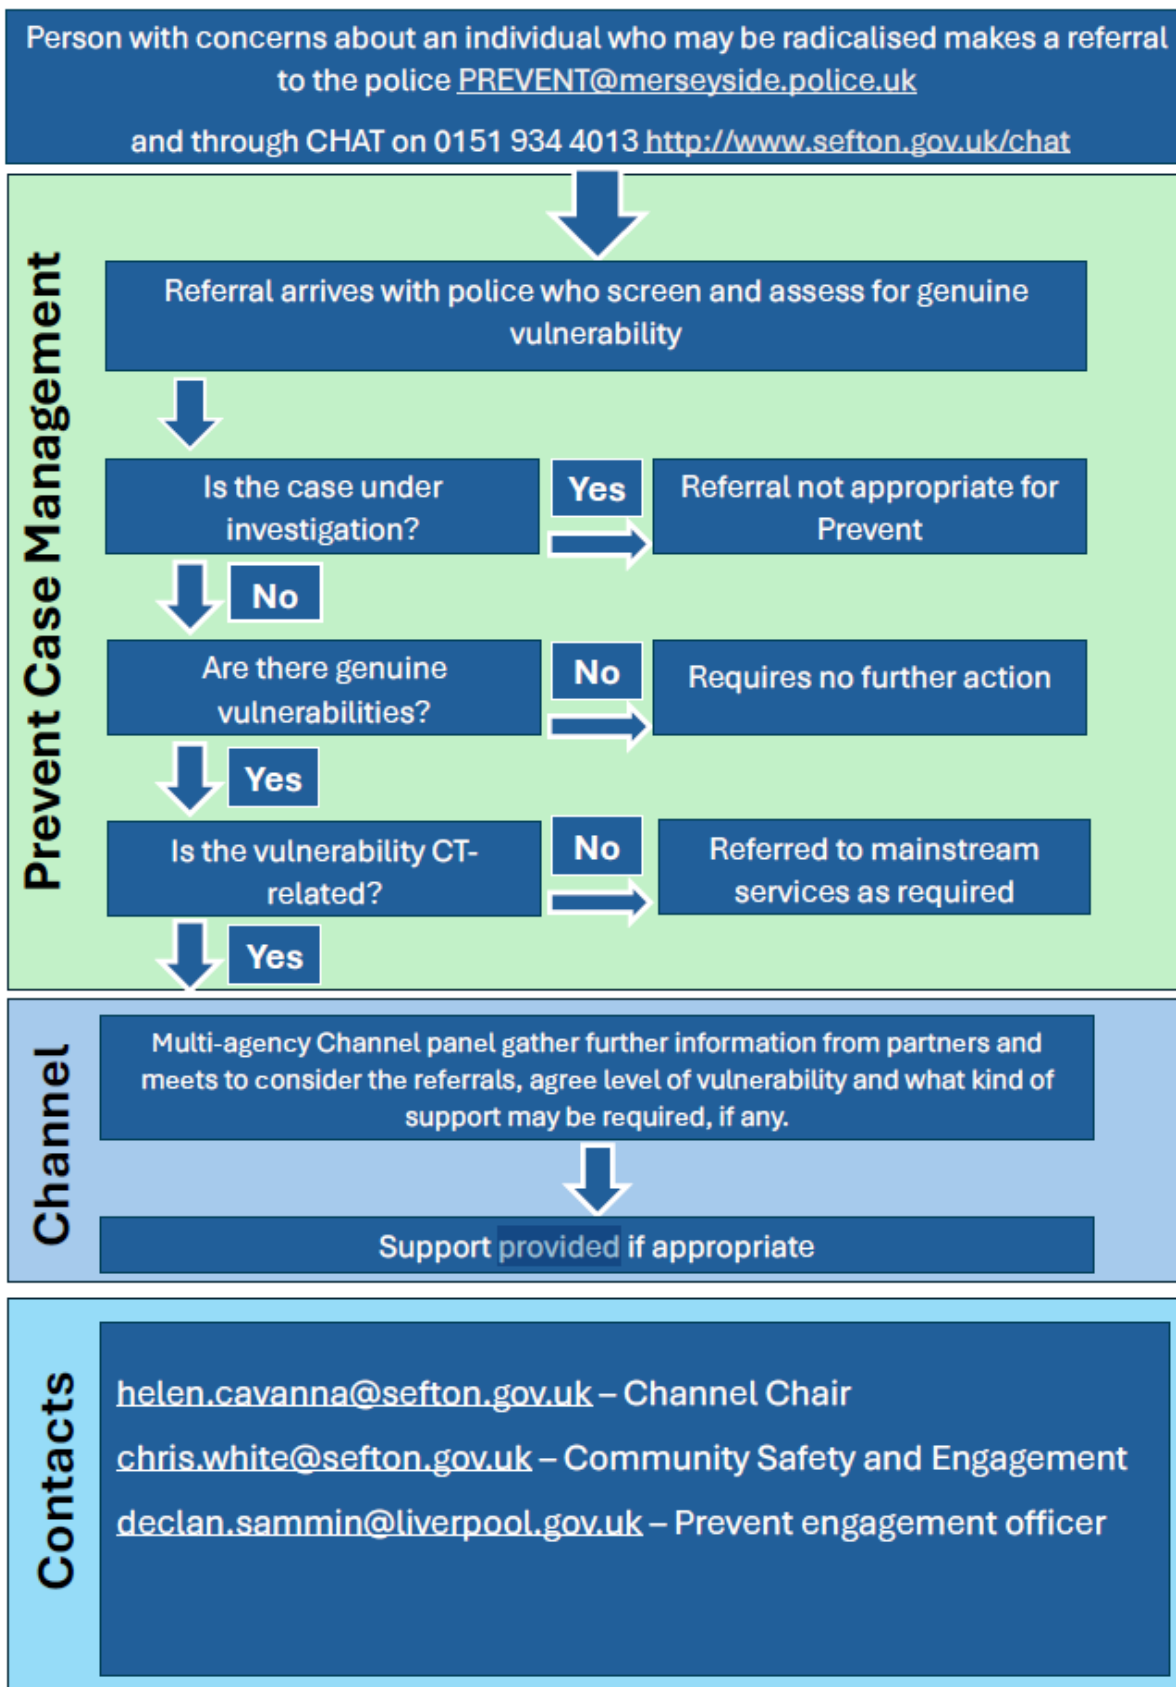 Person with concerns about an individual who may be radicalised makes a referral
to the police PREVENT@merseyside.police.uk
and through CHAT on 0151 934 4013 http://www.sefton.gov.uk/chat
Prevent Case Management
Referral arrives with police who screen and assess for genuine
vulnerability
Is the case under
investigation?
Yes
Referral not appropriate for
Prevent
No
Are there genuine
vulnerabilities?
No
Requires no further action
Yes
Is the vulnerability CT-
related?
No
Referred to mainstream
services as required
Yes
Channel
Multi-agency Channel panel gather further information from partners and
meets to consider the referrals, agree level of vulnerability and what kind of
support may be required, if any.
Support provided if appropriate
Contacts
helen.cavanna@sefton.gov.uk – Channel Chair
chris.white@sefton.gov.uk – Community Safety and Engagement
declan.sammin@liverpool.gov.uk – Prevent engagement officer